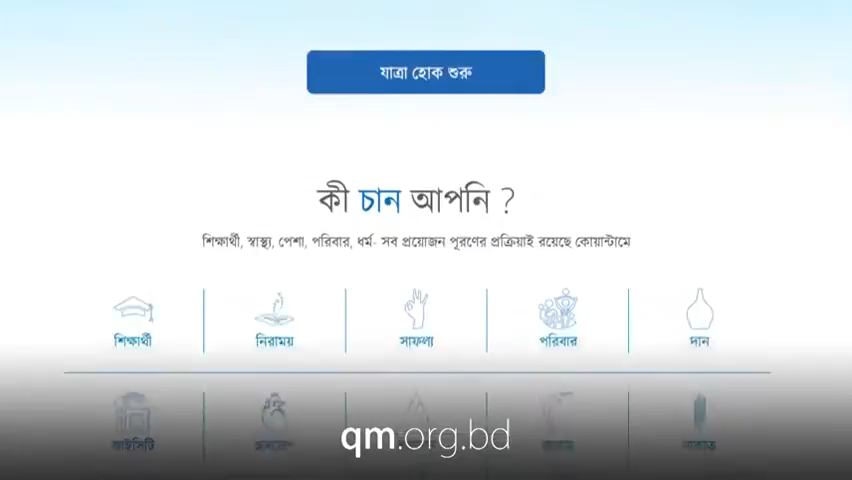 যাত্রা হোক শুরু
কী চান আপনি ?
শিক্ষার্থী, স্বাস্থ্য, পেশা, পরিবার, ধর্ম- সব প্রয়োজন পূরণের প্রক্রিয়াই রয়েছে কোয়ান্টামে
শিক্ষার্থী নিরাময় সাফল্য পরিবার দান
qm.org.bd